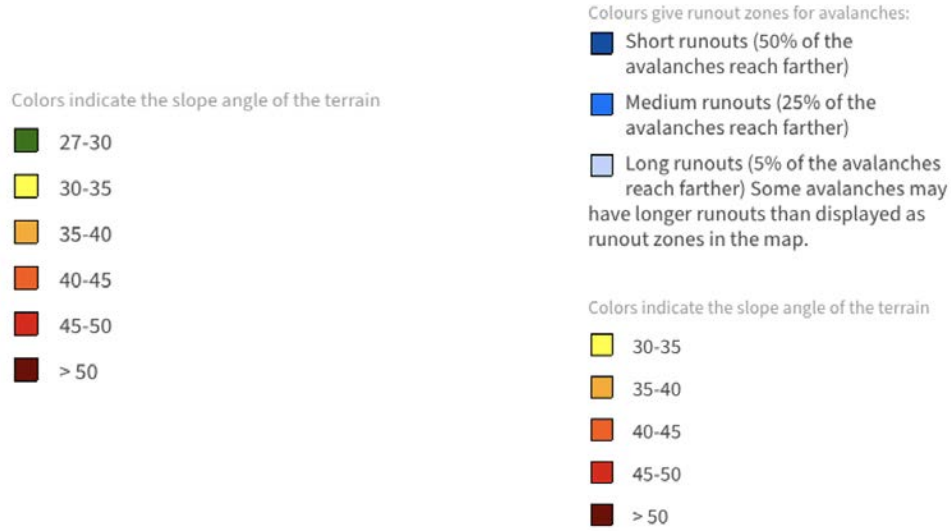 Colors indicate the slope angle of the terrain
27-30
30-35
35-40
40-45
45-50
> 50
Colours give runout zones for avalanches:
Short runouts (50% of the
avalanches reach farther)
Medium runouts (25% of the
avalanches reach farther)
Long runouts (5% of the avalanches
reach farther) Some avalanches may
have longer runouts than displayed as
runout zones in the map.
Colors indicate the slope angle of the terrain
30-35
35-40
40-45
45-50
> 50